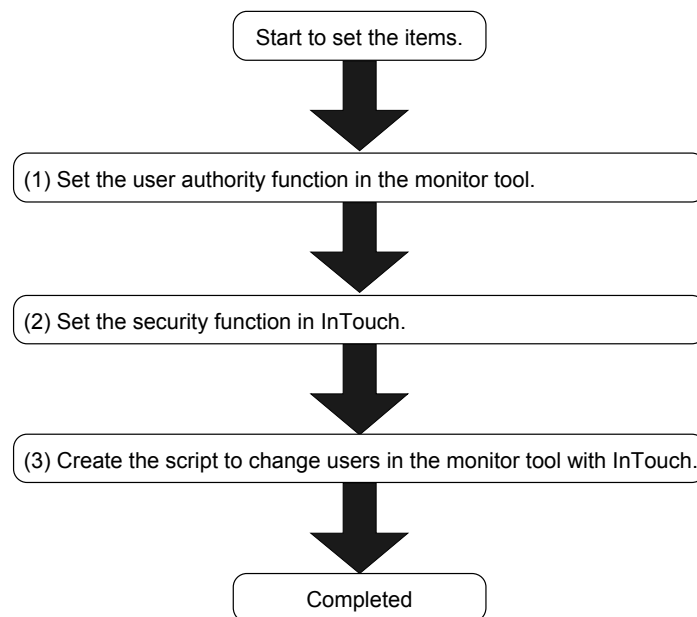 Start to set the items.
(1) Set the user authority function in the monitor tool.
(2) Set the security function in InTouch.
(3) Create the script to change users in the monitor tool with InTouch.
Completed